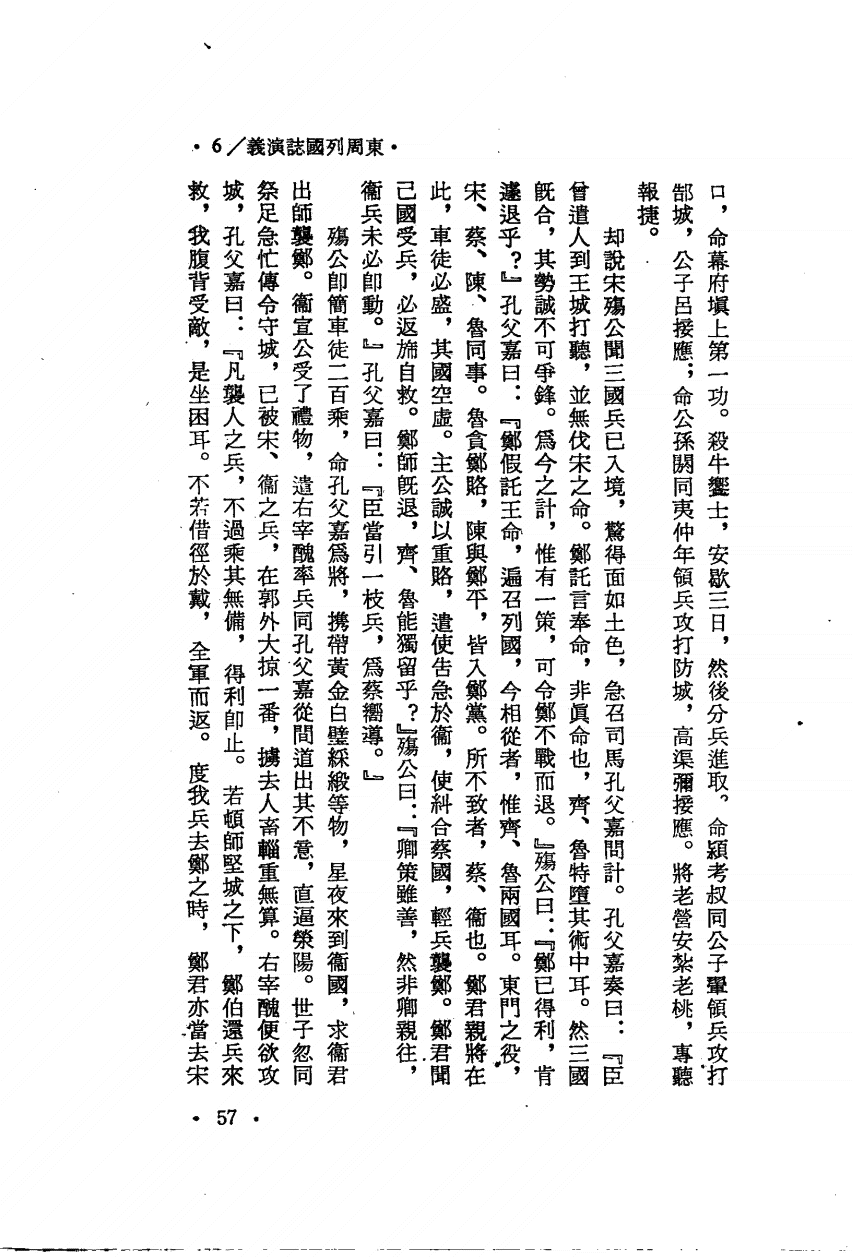 ·東周列國誌演義/6·
口，命幕府塡上第一功。殺牛饗士，安歇三日，然後分兵進取。命潁考叔同公子翬領兵攻打
郜城，公子呂接應；命公孫閼同夷仲年領兵攻打防城，高渠彌接應。將老營安紮老桃，專聽
報捷。
却說宋殤公聞三國兵已入境，驚得面如土色，急召司馬孔父嘉問計。孔父嘉奏曰：『臣
曾遣人到王城打聽，並無伐宋之命。鄭託言奉命，非眞命也，齊、魯特墮其術中耳。然三國
旣合，其勢誠不可爭鋒。爲今之計，惟有一策，可令鄭不戰而退。』殤公曰：『鄭已得利，肯
遽退乎？』孔父嘉曰：『鄭假託王命，遍召列國，今相從者，惟齊、魯兩國耳。東門之役，
宋、蔡、陳、魯同事。魯貪鄭賂，陳與鄭平，皆入鄭黨。所不致者，蔡、衞也。鄭君親將在
此，車徒必盛，其國空虛。主公誠以重賂，遣使告急於衞，使糾合蔡國，輕兵襲鄭。鄭君聞
己國受兵，必返旆自救。鄭師旣退，齊、魯能獨留乎？』殤公曰：『卿策雖善，然非卿親往，
衞兵未必卽動。』孔父嘉曰：『臣當引一枝兵，爲蔡嚮導。』
殤公卽簡車徒二百乘，命孔父嘉爲將，携帶黃金白璧綵緞等物，星夜來到衞國，求衞君
出師襲鄭。衞宣公受了禮物，遣右宰醜率兵同孔父嘉從間道出其不意，直逼滎陽。世子忽同
祭足急忙傳令守城，已被宋、衞之兵，在郭外大掠一番，擄去人畜輜重無算。右宰醜便欲攻
城，孔父嘉曰：『凡襲人之兵，不過乘其無備，得利卽止。若頓師堅城之下，鄭伯還兵來
救，我腹背受敵，是坐困耳。不若借徑於戴，全軍而返。度我兵去鄭之時，鄭君亦當去宋
·57·